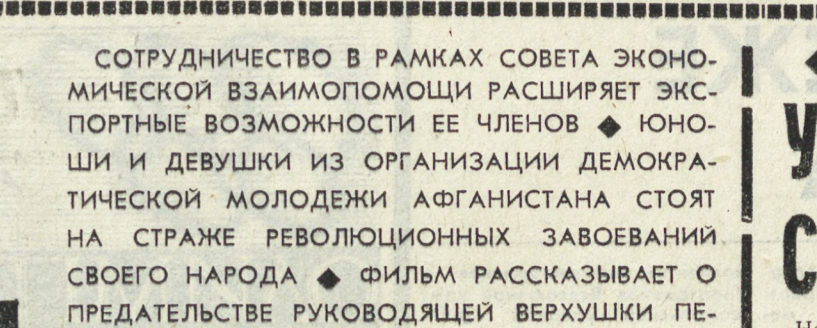 СОТРУДНИЧЕСТВО В РАМКАХ СОВЕТА ЭКОНО-
МИЧЕСКОЙ ВЗАИМОПОМОЩИ РАСШИРЯЕТ ЭКС-
ПОРТНЫЕ ВОЗМОЖНОСТИ ЕЕ ЧЛЕНОВ ◆ ЮНО-
ШИ И ДЕВУШКИ ИЗ ОРГАНИЗАЦИИ ДЕМОКРА-
ТИЧЕСКОЙ МОЛОДЕЖИ АФГАНИСТАНА СТОЯТ
НА СТРАЖЕ РЕВОЛЮЦИОННЫХ ЗАВОЕВАНИЙ
СВОЕГО НАРОДА ◆ ФИЛЬМ РАССКАЗЫВАЕТ О
ПРЕДАТЕЛЬСТВЕ РУКОВОДЯЩЕЙ ВЕРХУШКИ ПЕ-